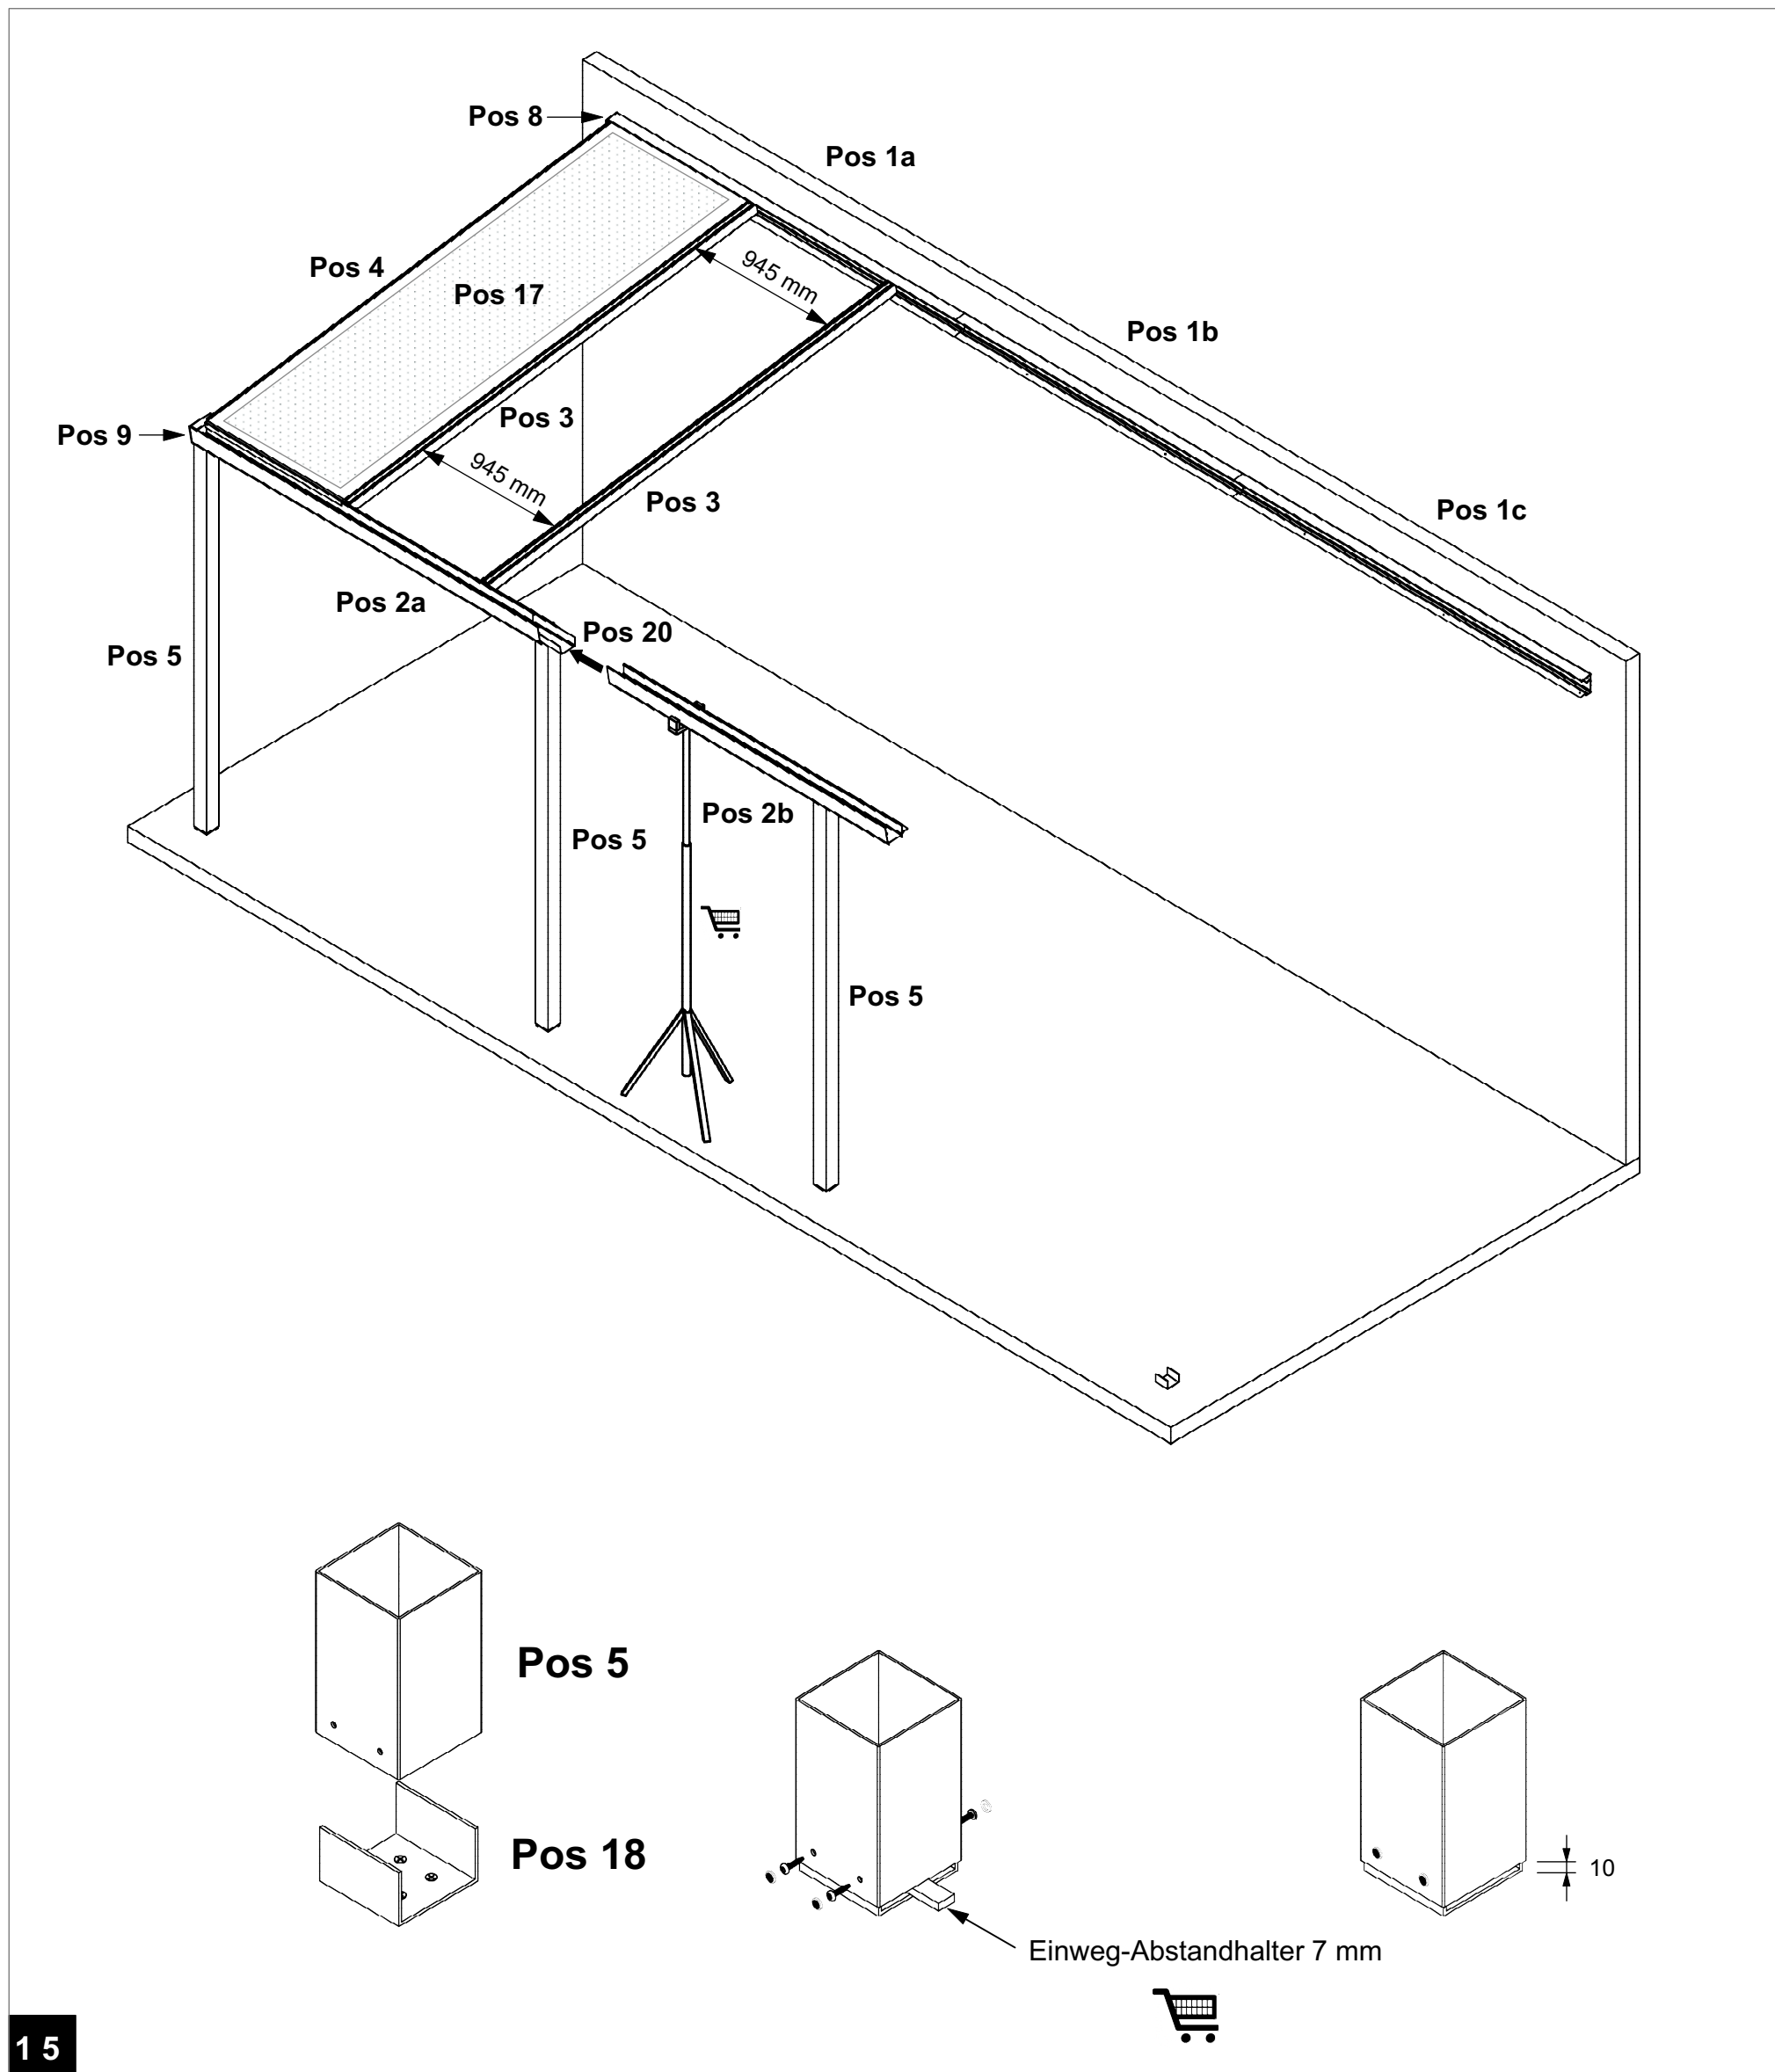 Pos 8
Pos 1a
Pos 4
Pos 17
945 mm
Pos 1b
Pos 3
Pos 9
945 mm
Pos 3
Pos 1c
Pos 2a
Pos 20
Pos 5
Pos 2b
Pos 5
Pos 5
Pos 5
Pos 18
10
Einweg-Abstandhalter 7 mm
1 5